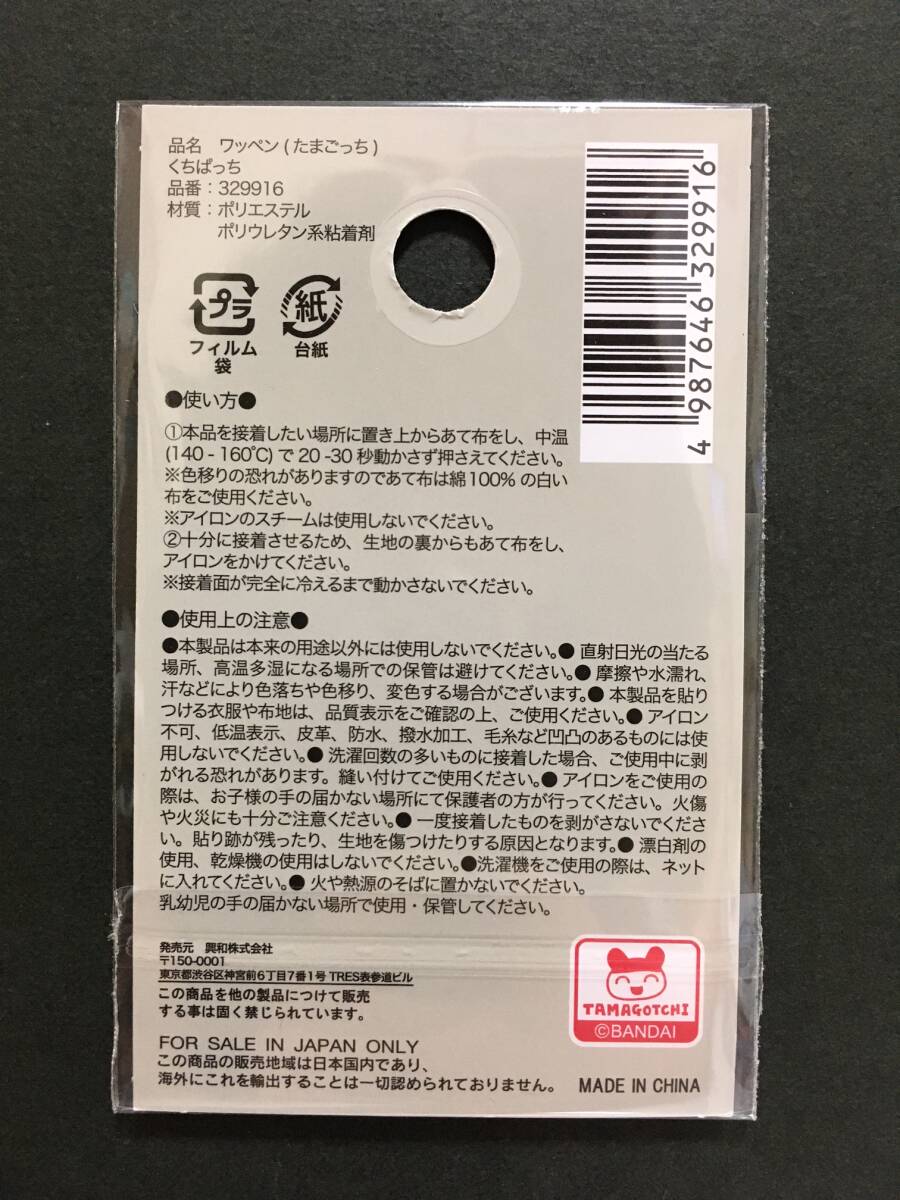 品名　ワッペン ( たまごっち )
くちぱっち
品番：329916
材質：ポリエステル
ポリウレタン系粘着剤
4 987646 329916
プラ
フィルム
袋
紙
台紙
●使い方●
①本品を接着したい場所に置き上からあて布をし、中温
(140 - 160℃) で 20 -30 秒動かさず押さえてください。
※色移りの恐れがありますのであて布は綿100% の白い
布をご使用ください。
※アイロンのスチームは使用しないでください。
②十分に接着させるため、生地の裏からもあて布をし、
アイロンをかけてください。
※接着面が完全に冷えるまで動かさないでください。
●使用上の注意●
●本製品は本来の用途以外には使用しないでください。● 直射日光の当たる
場所、高温多湿になる場所での保管は避けてください。● 摩擦や水濡れ、
汗などにより色落ちや色移り、変色する場合がございます。● 本製品を貼り
つける衣服や布地は、品質表示をご確認の上、ご使用ください。● アイロン
不可、低温表示、皮革、防水、撥水加工、毛糸など凹凸のあるものには使
用しないでください。● 洗濯回数の多いものに接着した場合、ご使用中に剥
がれる恐れがあります。縫い付けてご使用ください。● アイロンをご使用の
際は、お子様の手の届かない場所にて保護者の方が行ってください。火傷
や火災にも十分ご注意ください。● 一度接着したものを剥がさないでくださ
い。貼り跡が残ったり、生地を傷つけたりする原因となります。● 漂白剤の
使用、乾燥機の使用はしないでください。●洗濯機をご使用の際は、ネット
に入れてください。● 火や熱源のそばに置かないでください。
乳幼児の手の届かない場所で使用・保管してください。
発売元　興和株式会社
〒150-0001
東京都渋谷区神宮前6丁目7番1号 TRES表参道ビル
この商品を他の製品につけて販売
する事は固く禁じられています。
TAMAGOTCHI
©BANDAI
FOR SALE IN JAPAN ONLY
この商品の販売地域は日本国内であり、
海外にこれを輸出することは一切認められておりません。
MADE IN CHINA